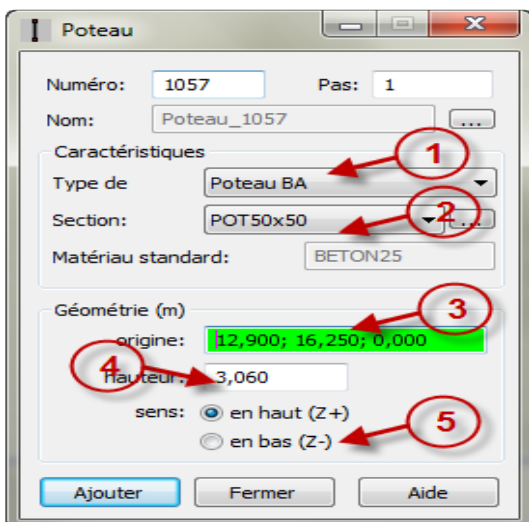 Poteau
Numéro: 1057 Pas: 1
Nom: Poteau_1057 ...
Caractéristiques
1
Type de Poteau BA
2
Section: POT50x50 ...
Matériau standard: BETON25
Géométrie (m)
3
origine: 12,900; 16,250; 0,000
4
hauteur: 3,060
sens: en haut (Z+)
5
en bas (Z-)
Ajouter Fermer Aide